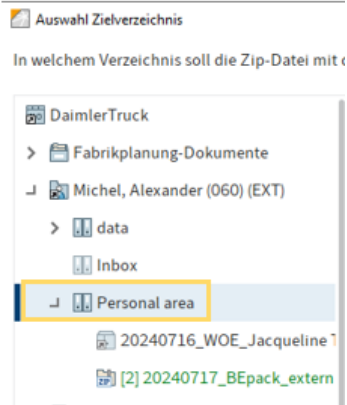 Auswahl Zielverzeichnis
In welchem Verzeichnis soll die Zip-Datei mit
DaimlerTruck
Fabrikplanung-Dokumente
Michel, Alexander (060) (EXT)
data
Inbox
Personal area
20240716_WOE_Jacqueline
ZIP [2] 20240717_BEpack_extern